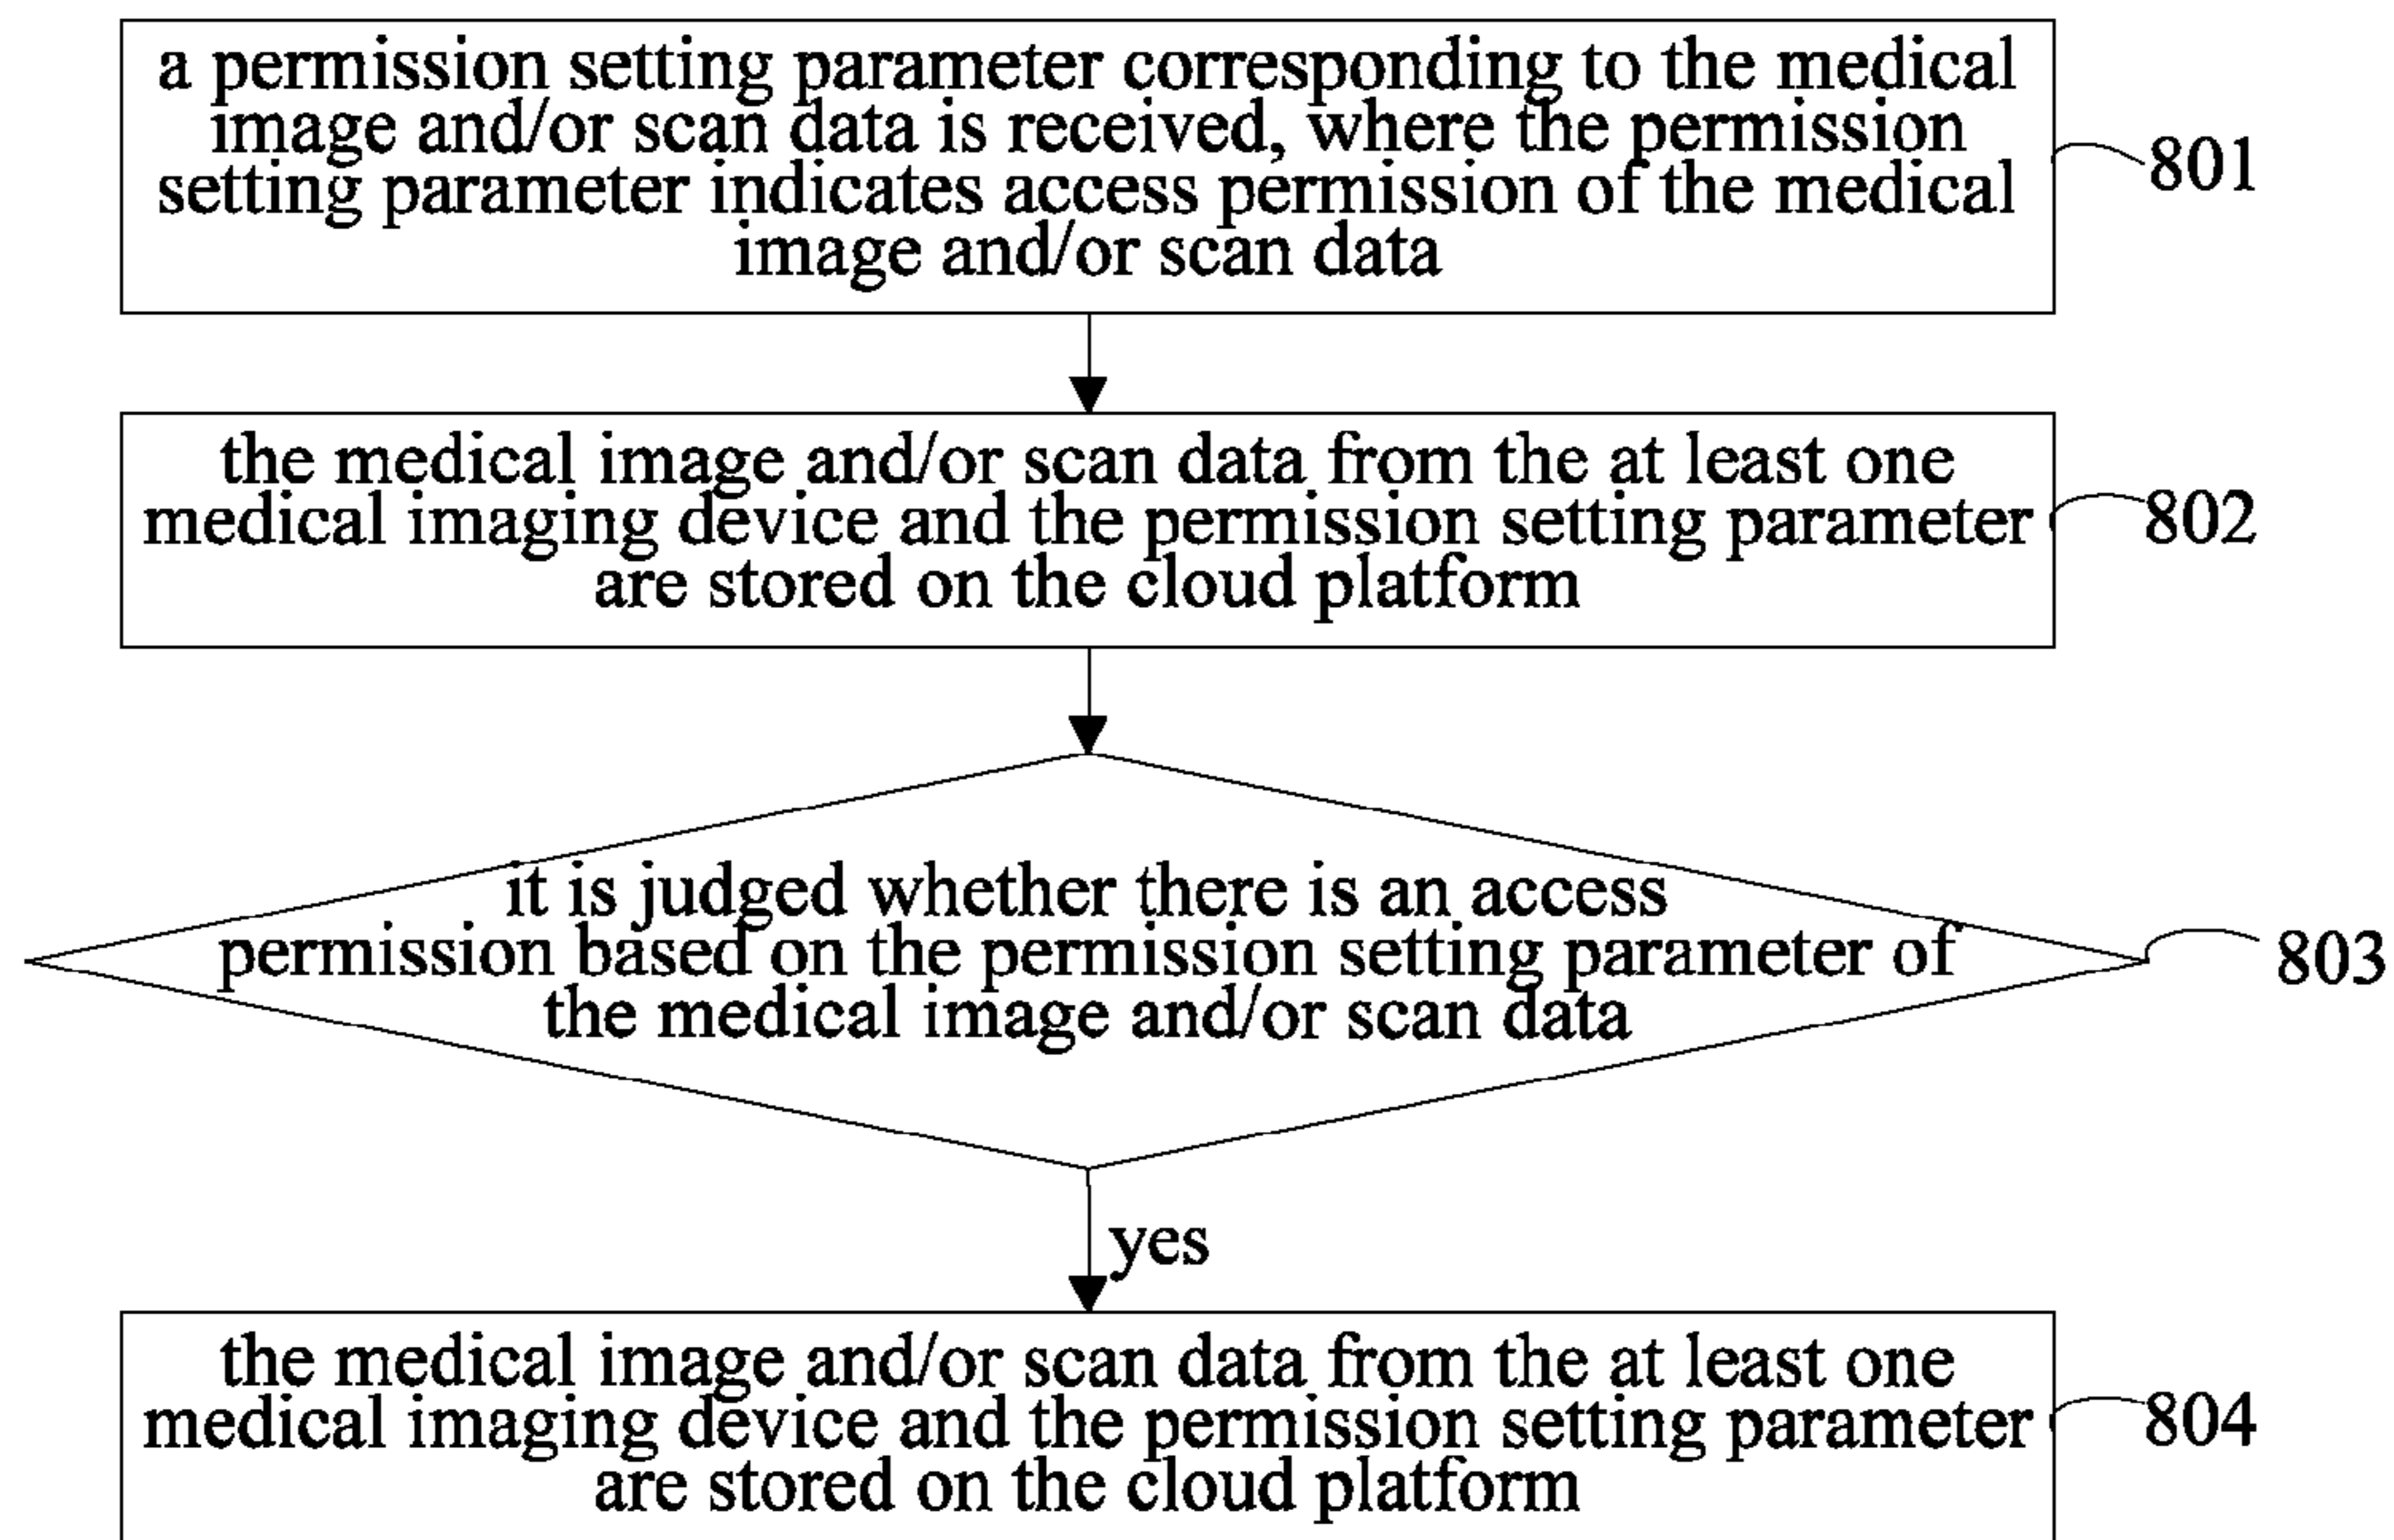 a permission setting parameter corresponding to the medical
image and/or scan data is received, where the permission
setting parameter indicates access permission of the medical
image and/or scan data
801
the medical image and/or scan data from the at least one
medical imaging device and the permission setting parameter
are stored on the cloud platform
802
it is judged whether there is an access
permission based on the permission setting parameter of
the medical image and/or scan data
803
yes
the medical image and/or scan data from the at least one
medical imaging device and the permission setting parameter
are stored on the cloud platform
804